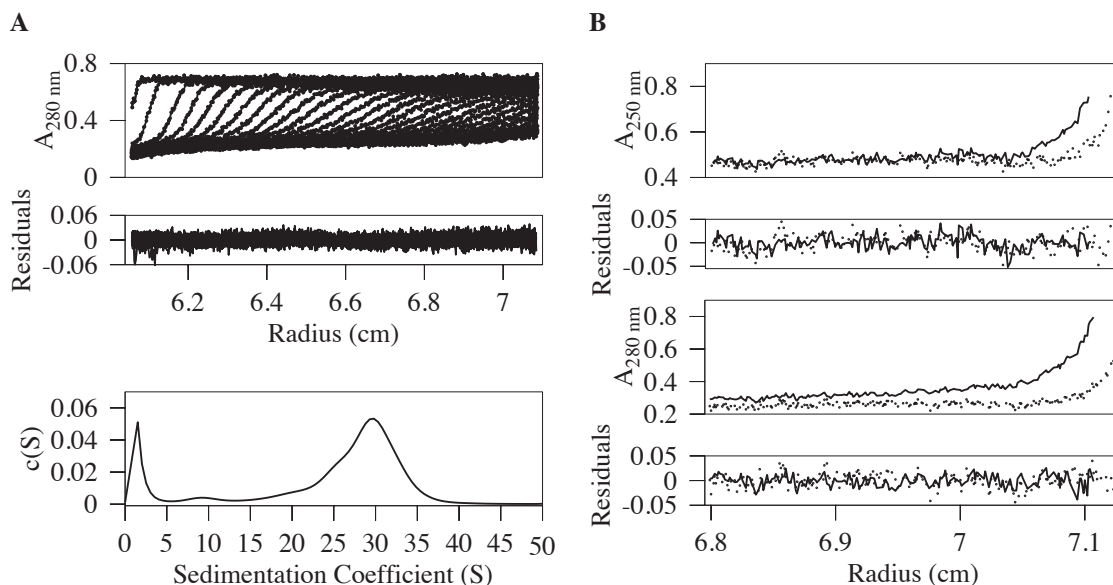 A
0.8
0.4
0
A280 nm
0.06
0
-0.06
Residuals
6.2 6.4 6.6 6.8 7
Radius (cm)
0.06
0.04
0.02
0
c(S)
0 5 10 15 20 25 30 35 40 45 50
Sedimentation Coefficient (S)
B
0.8
0.6
0.4
A250 nm
0.05
0
-0.05
Residuals
0.8
0.6
0.4
0.2
A280 nm
0.05
0
-0.05
Residuals
6.8 6.9 7 7.1
Radius (cm)